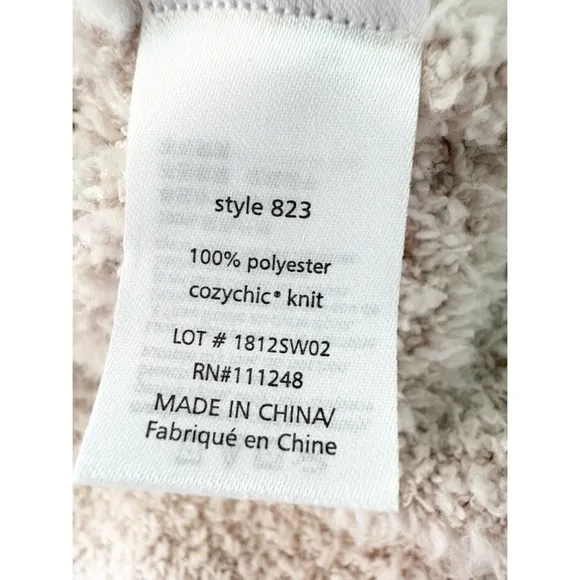 style 823
100% polyester
cozychic® knit
LOT # 1812SW02
RN#111248
MADE IN CHINA/
Fabriqué en Chine